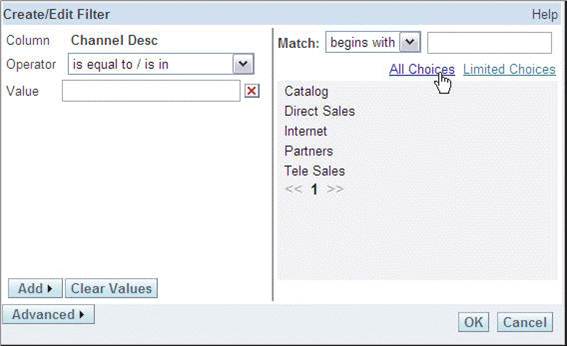 Create/Edit Filter Help
Column Channel Desc
Operator is equal to / is in
Value
Match: begins with
All Choices Limited Choices
Catalog
Direct Sales
Internet
Partners
Tele Sales
<< 1 >>
Add Clear Values
Advanced
OK Cancel